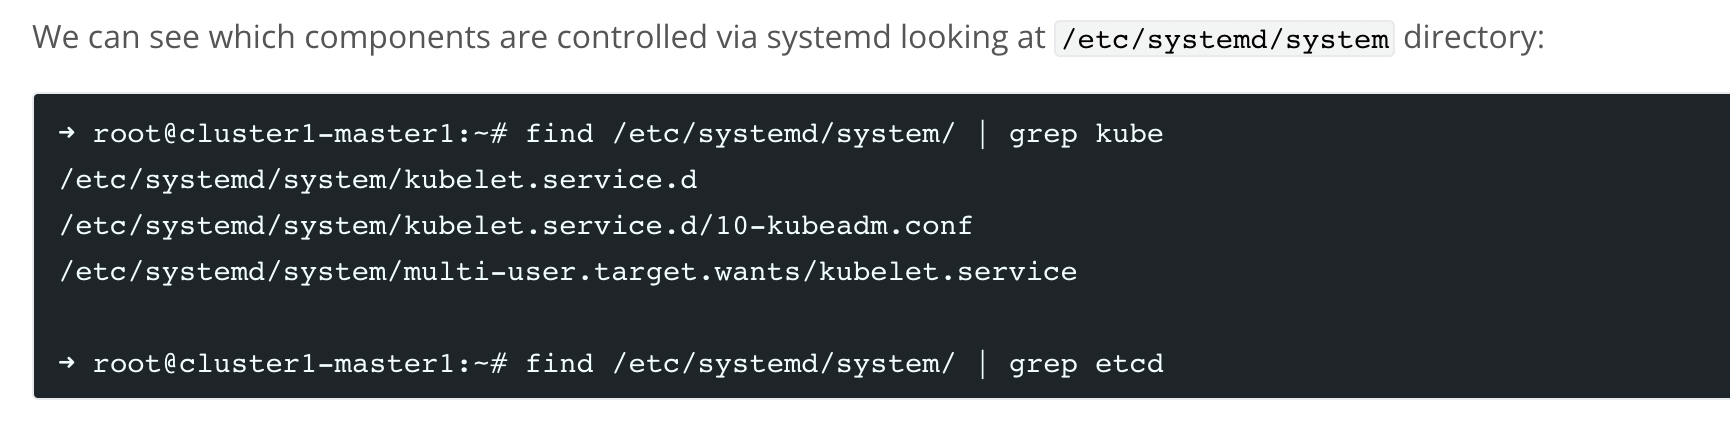 We can see which components are controlled via systemd looking at /etc/systemd/system directory:
➜ root@cluster1-master1:~# find /etc/systemd/system/ | grep kube
/etc/systemd/system/kubelet.service.d
/etc/systemd/system/kubelet.service.d/10-kubeadm.conf
/etc/systemd/system/multi-user.target.wants/kubelet.service
➜ root@cluster1-master1:~# find /etc/systemd/system/ | grep etcd